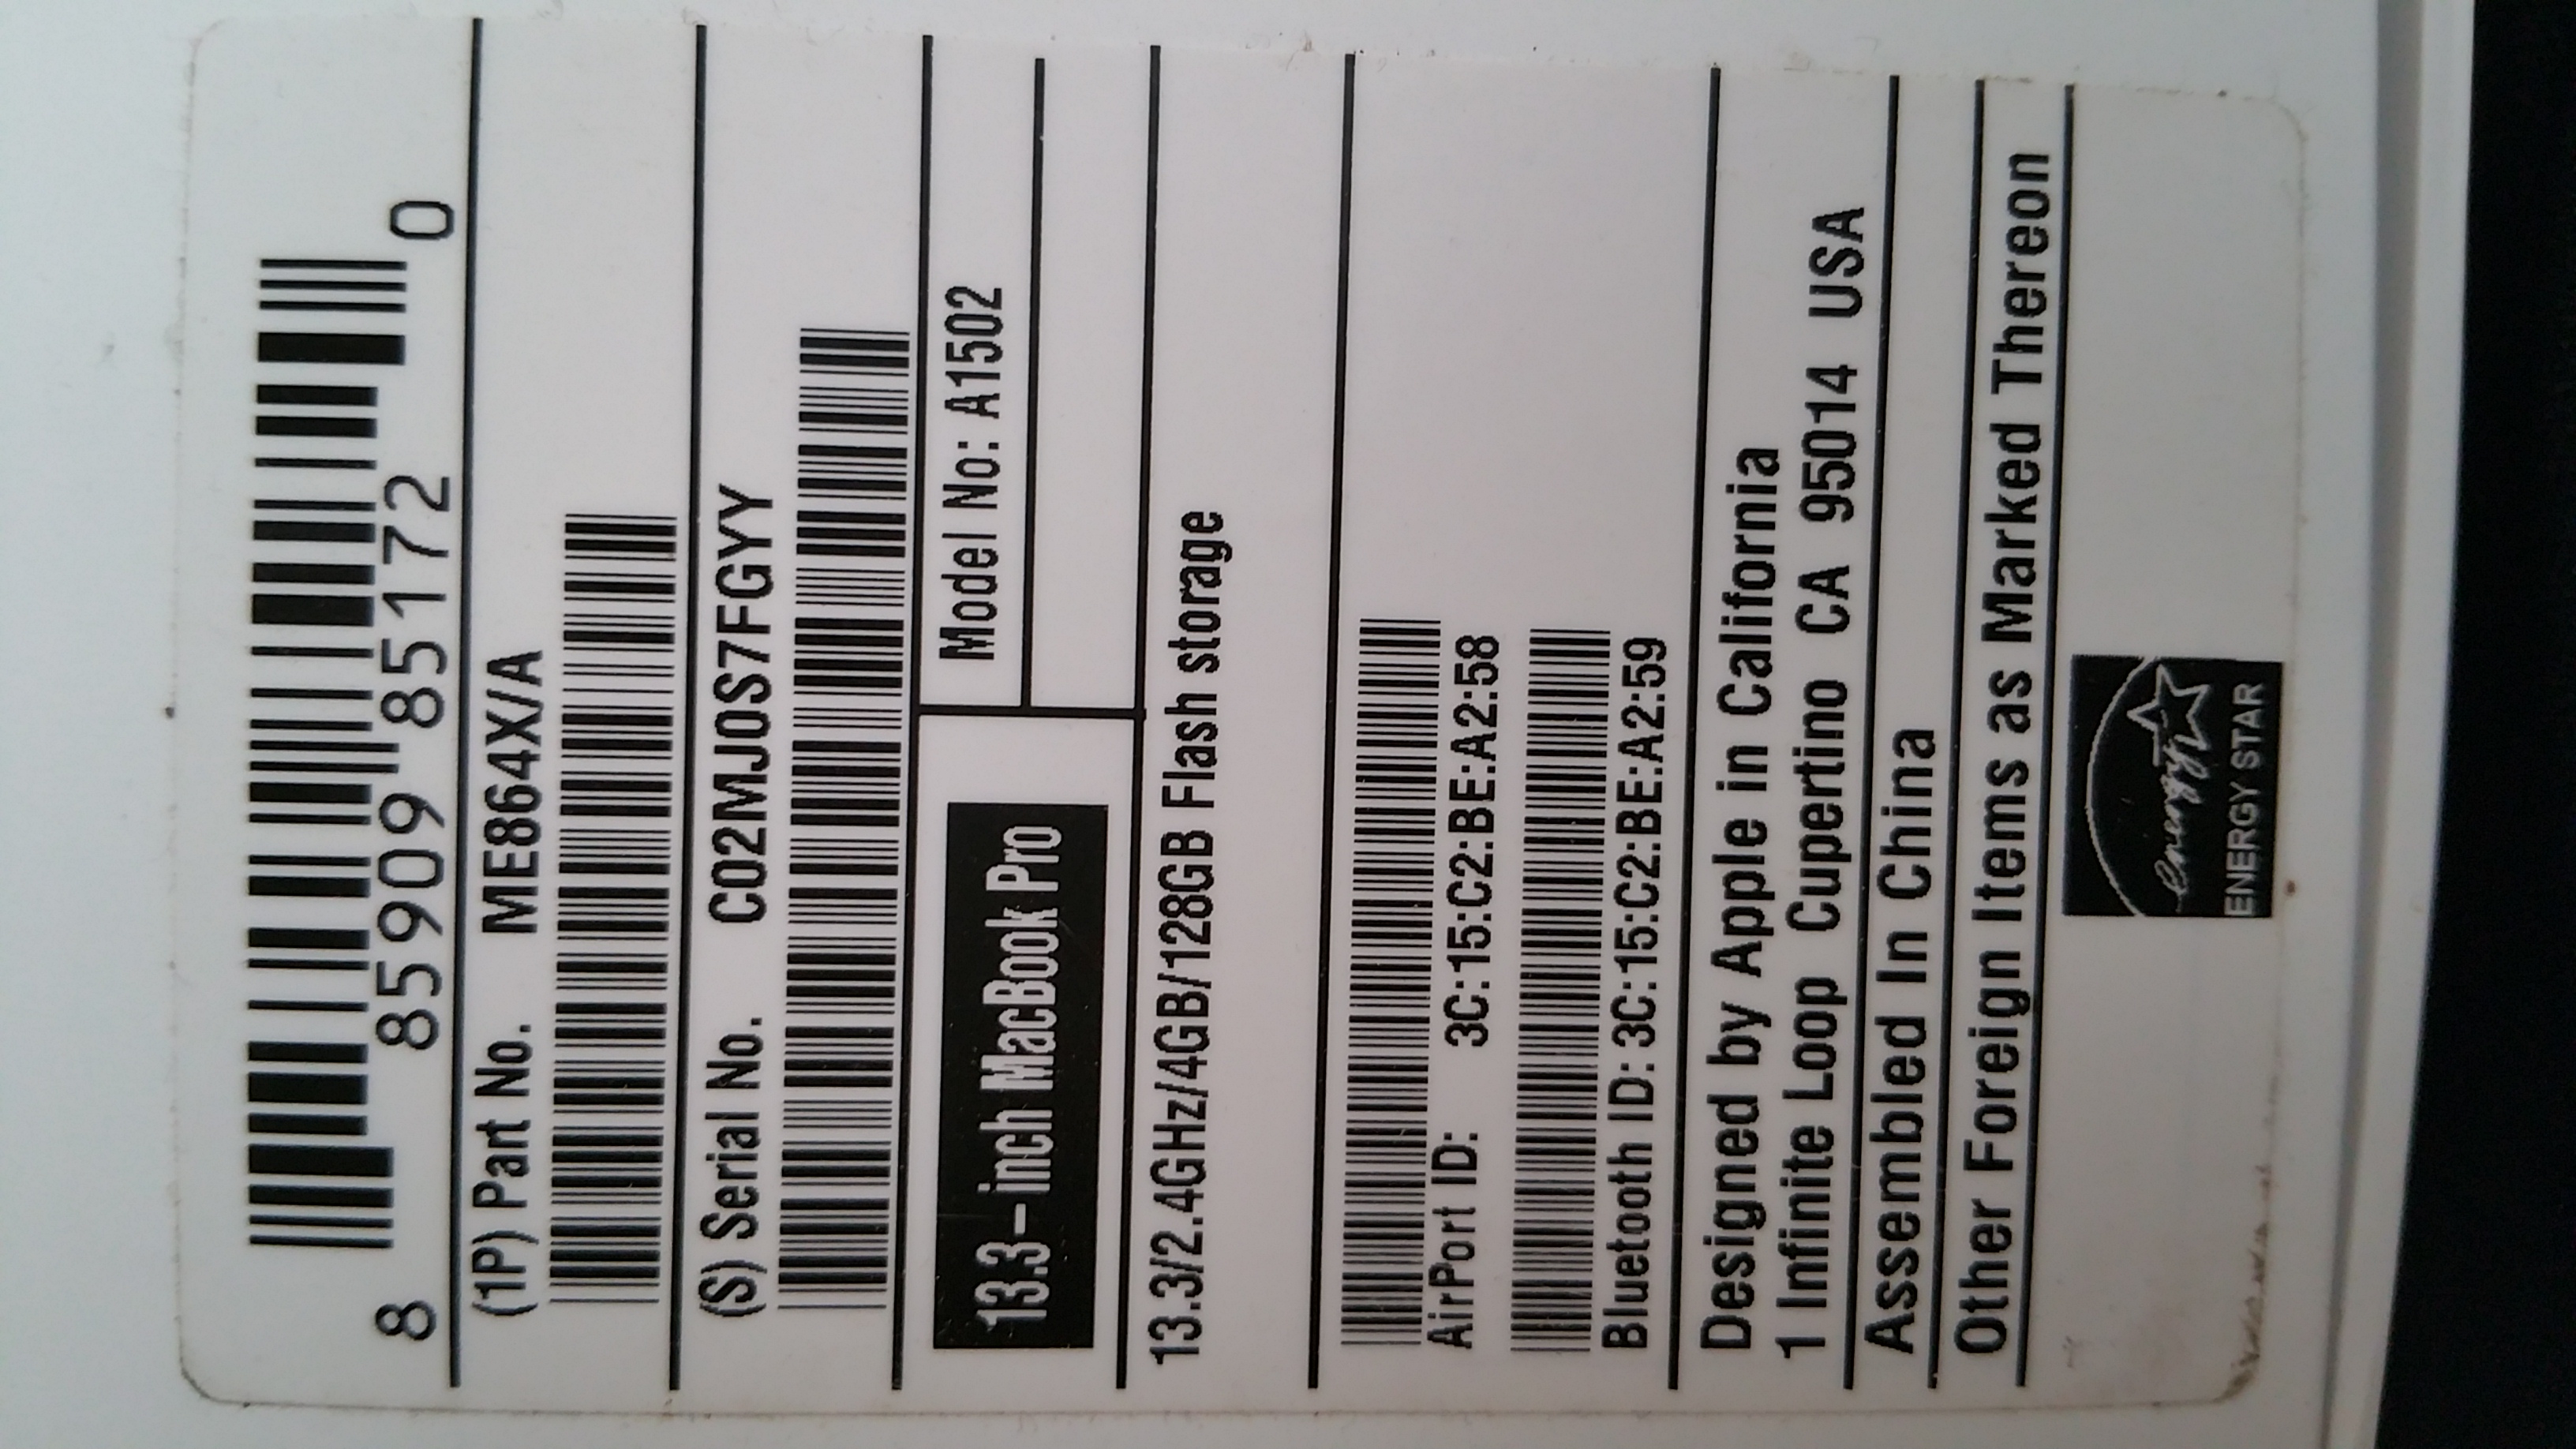 8 85909 85172 0
(1P) Part No. ME864X/A
(S) Serial No. C02MJ0S7FGYY
13.3-inch MacBook Pro
Model No: A1502
13.3/2.4GHz/4GB/128GB Flash storage
AirPort ID: 3C:15:C2:BE:A2:58
Bluetooth ID: 3C:15:C2:BE:A2:59
Designed by Apple in California
1 Infinite Loop Cupertino CA 95014 USA
Assembled In China
Other Foreign Items as Marked Thereon
energy
ENERGY STAR